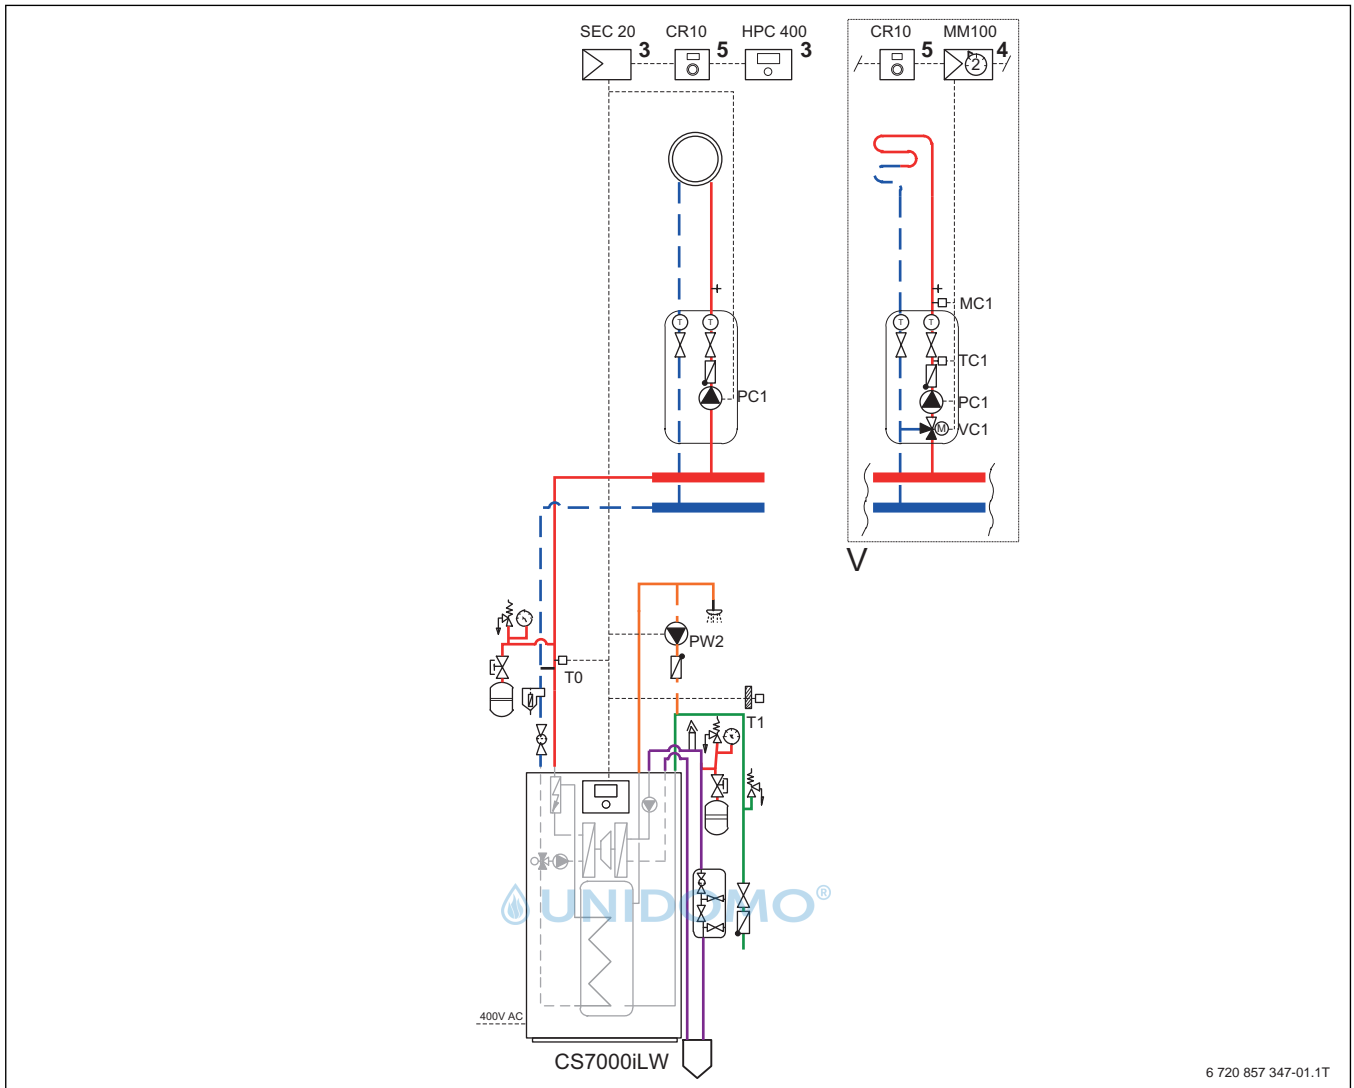 SEC 20
3
CR10
5
HPC 400
3
CR10
5
MM100
4
2
MC1
T
T
T
T
TC1
PC1
PC1
M
VC1
V
PW2
T0
T1
UNIDOMO®
400V AC
CS7000iLW
6 720 857 347-01.1T